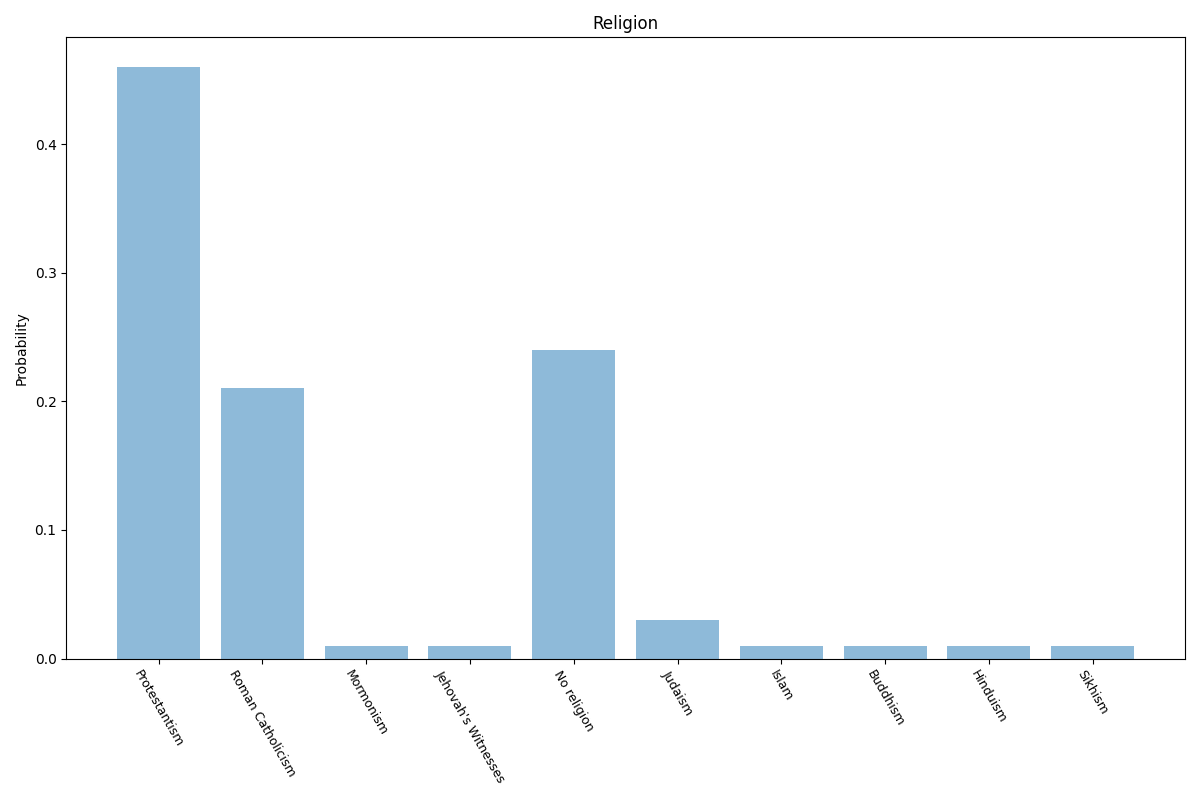 Religion
Probability
0.4
0.3
0.2
0.1
0.0
Protestantism
Roman Catholicism
Mormonism
Jehovah's Witnesses
No religion
Judaism
Islam
Buddhism
Hinduism
Sikhism